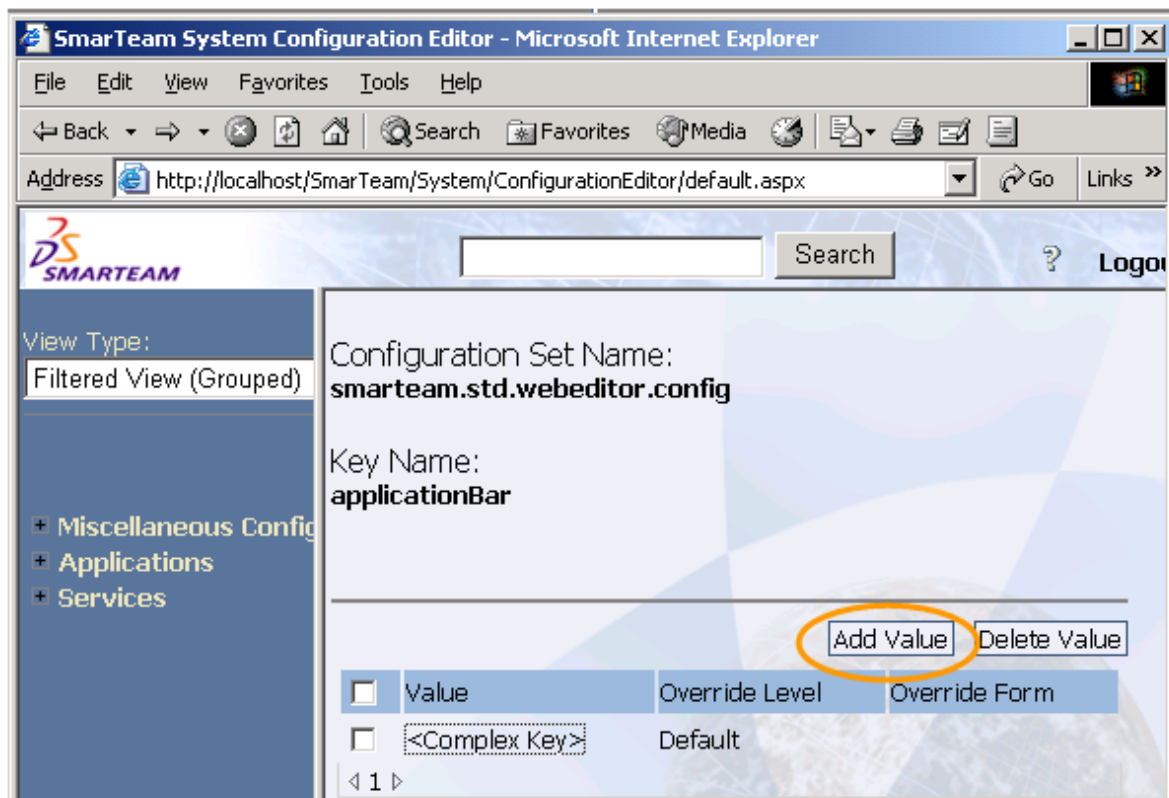 SmarTeam System Configuration Editor - Microsoft Internet Explorer
File Edit View Favorites Tools Help
Back Search Favorites Media
Address http://localhost/SmarTeam/System/ConfigurationEditor/default.aspx Go Links »
SMARTEAM
Search ? Logou
View Type:
Filtered View (Grouped)
Miscellaneous Config
Applications
Services
Configuration Set Name:
smarteam.std.webeditor.config
Key Name:
applicationBar
Add Value Delete Value
Value Override Level Override Form
<Complex Key> Default
1